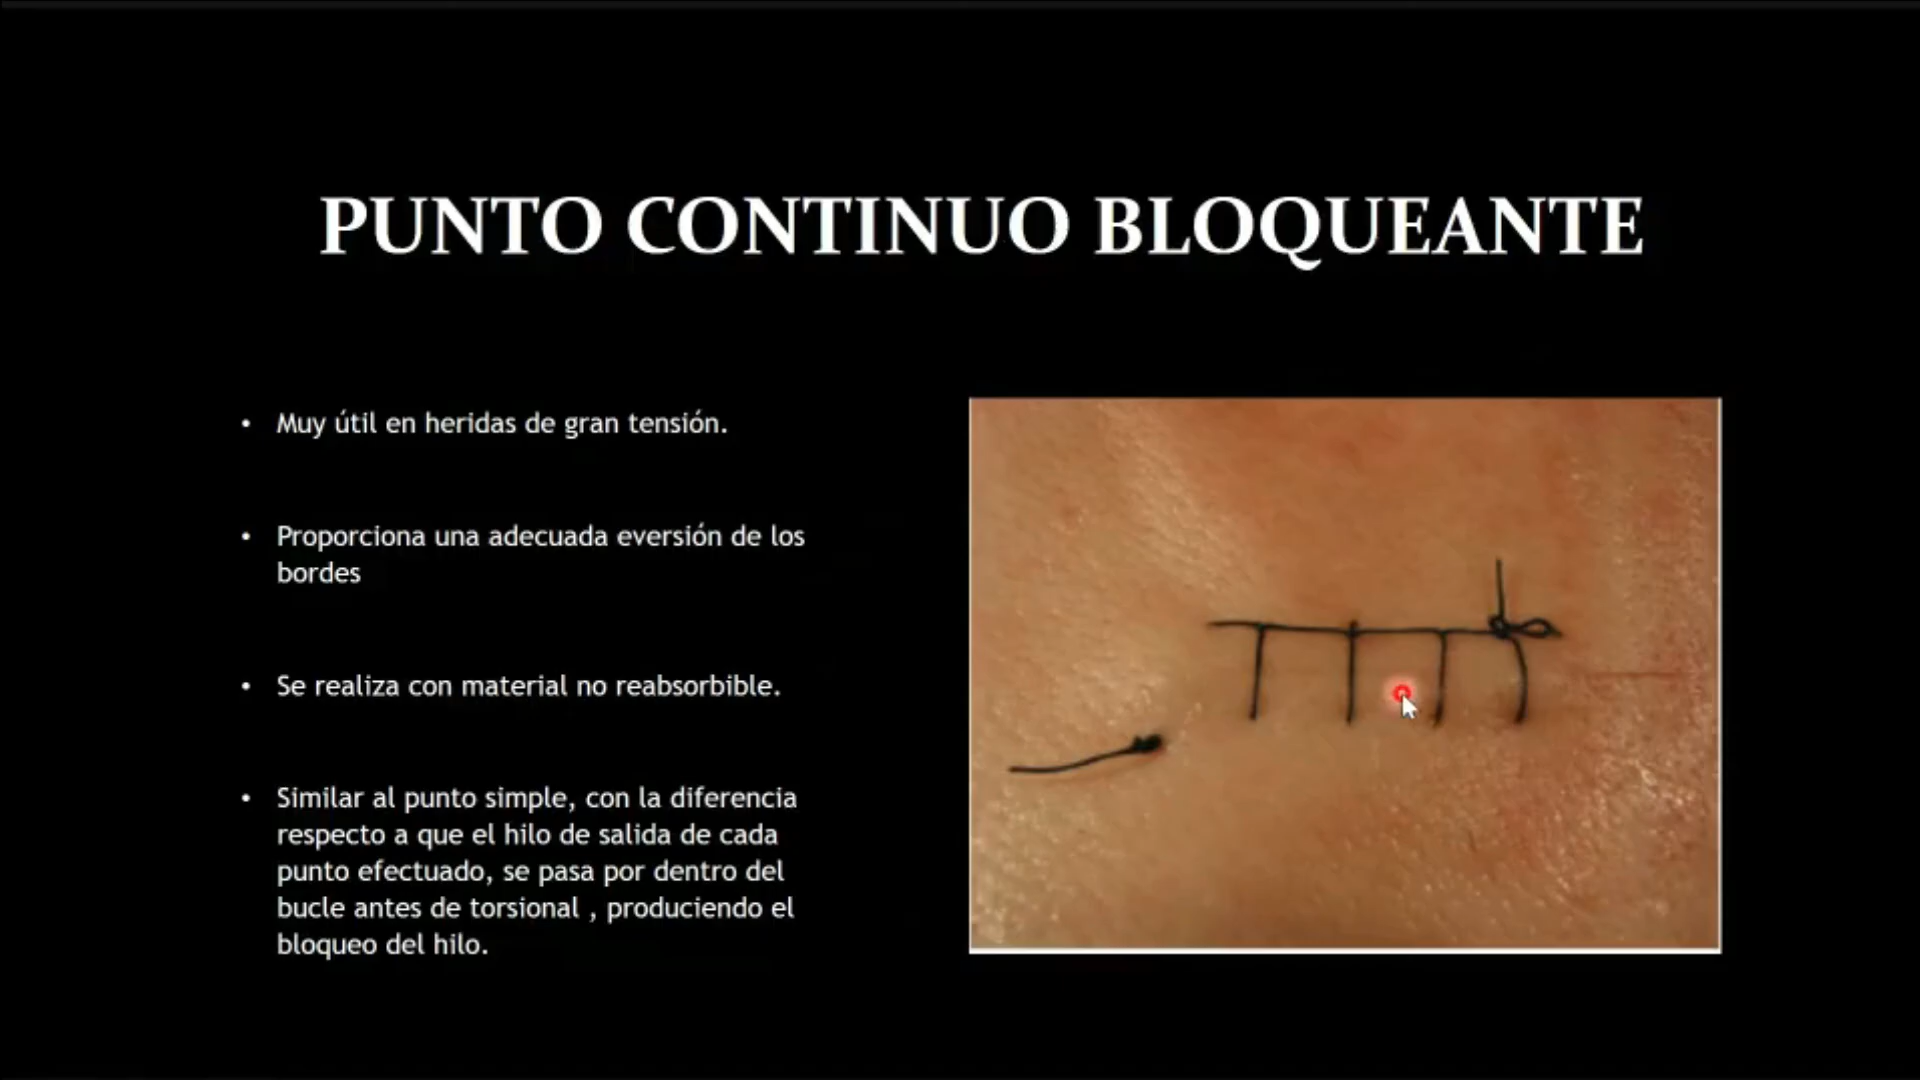 PUNTO CONTINUO BLOQUEANTE
• Muy útil en heridas de gran tensión.
• Proporciona una adecuada eversión de los
bordes
• Se realiza con material no reabsorbible.
• Similar al punto simple, con la diferencia
respecto a que el hilo de salida de cada
punto efectuado, se pasa por dentro del
bucle antes de torsional , produciendo el
bloqueo del hilo.